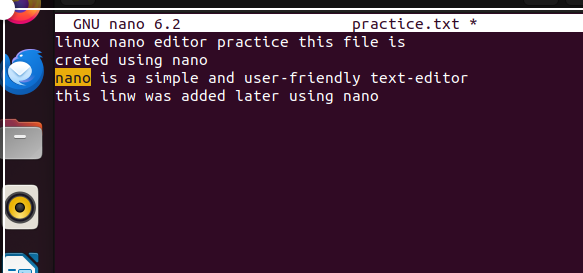 GNU nano 6.2 practice.txt *
linux nano editor practice this file is
creted using nano
nano is a simple and user-friendly text-editor
this linw was added later using nano